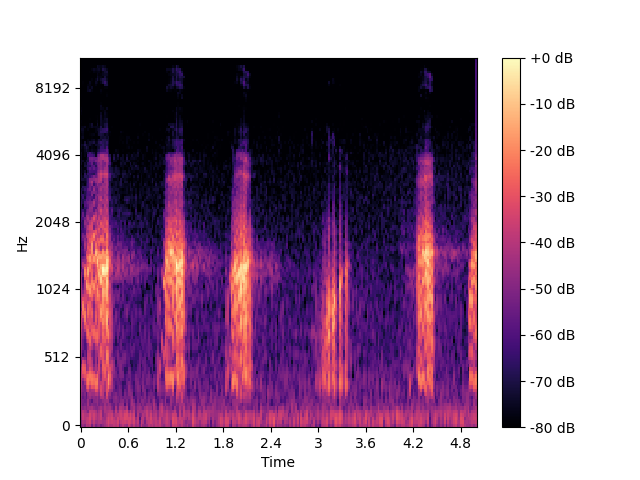 8192
4096
2048
1024
512
0
Hz
0 0.6 1.2 1.8 2.4 3 3.6 4.2 4.8
Time
+0 dB
-10 dB
-20 dB
-30 dB
-40 dB
-50 dB
-60 dB
-70 dB
-80 dB